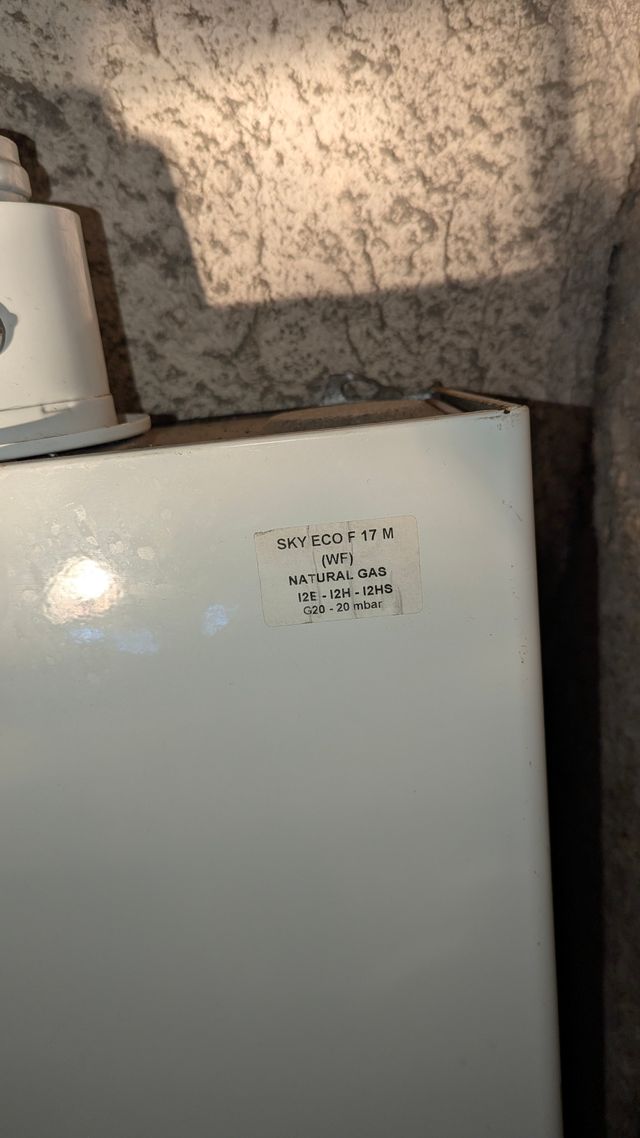 SKY ECO F 17 M
(WF)
NATURAL GAS
I2E - I2H - I2HS
G20 - 20 mbar